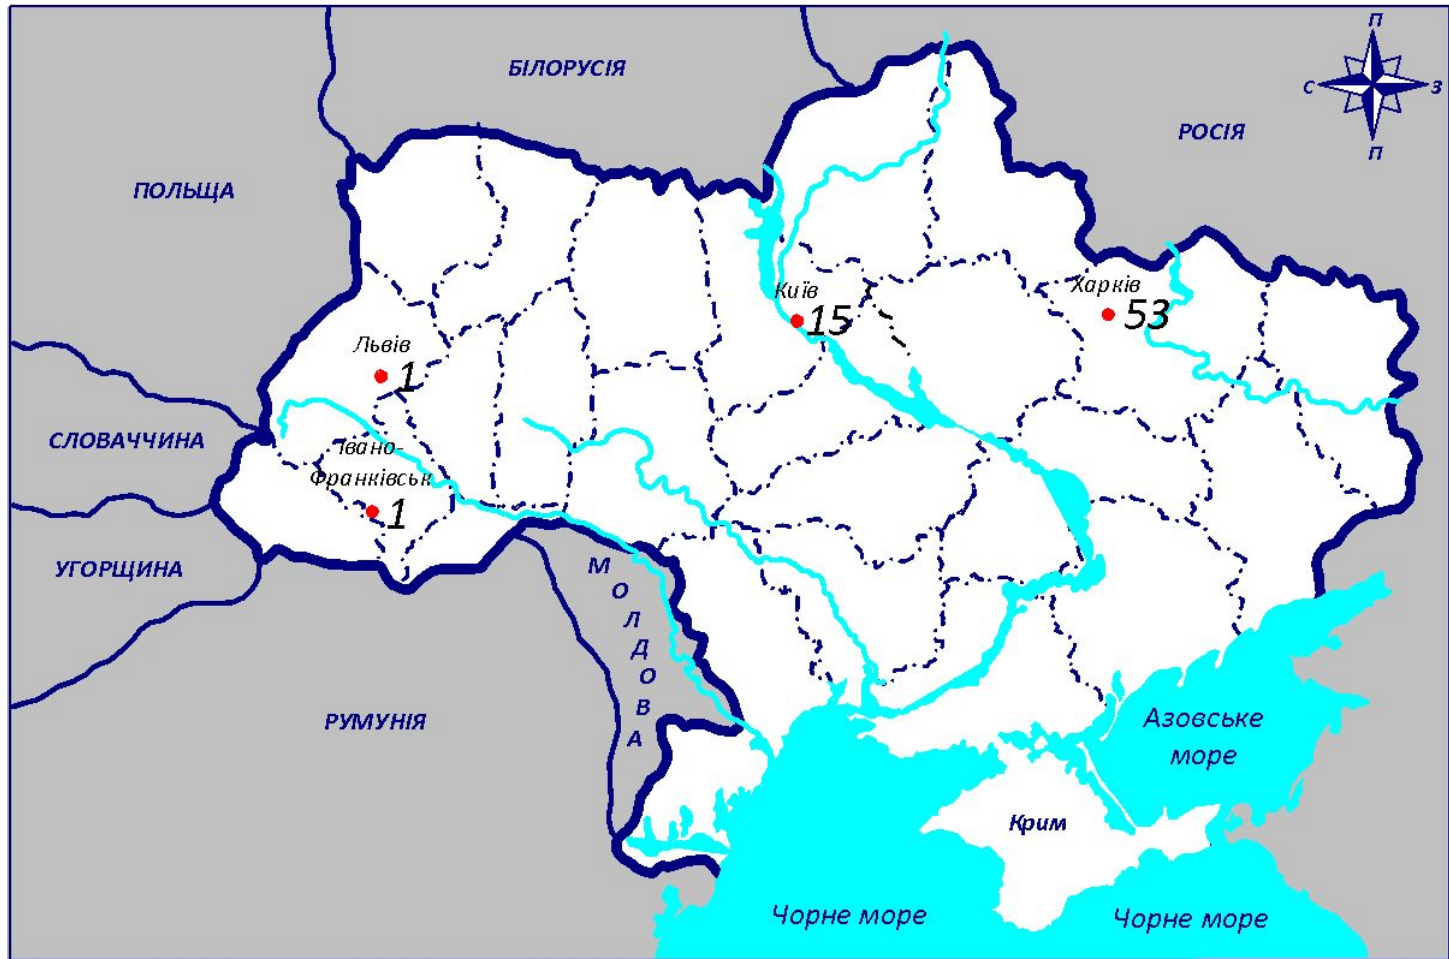 П
БІЛОРУСІЯ
С
З
РОСІЯ
П
ПОЛЬЩА
Харків
53
Київ
15
Львів
1
СЛОВАЧЧИНА
Івано-
Франківськ
1
УГОРЩИНА
МОЛДОВА
РУМУНІЯ
Азовське
море
Крим
Чорне море
Чорне море